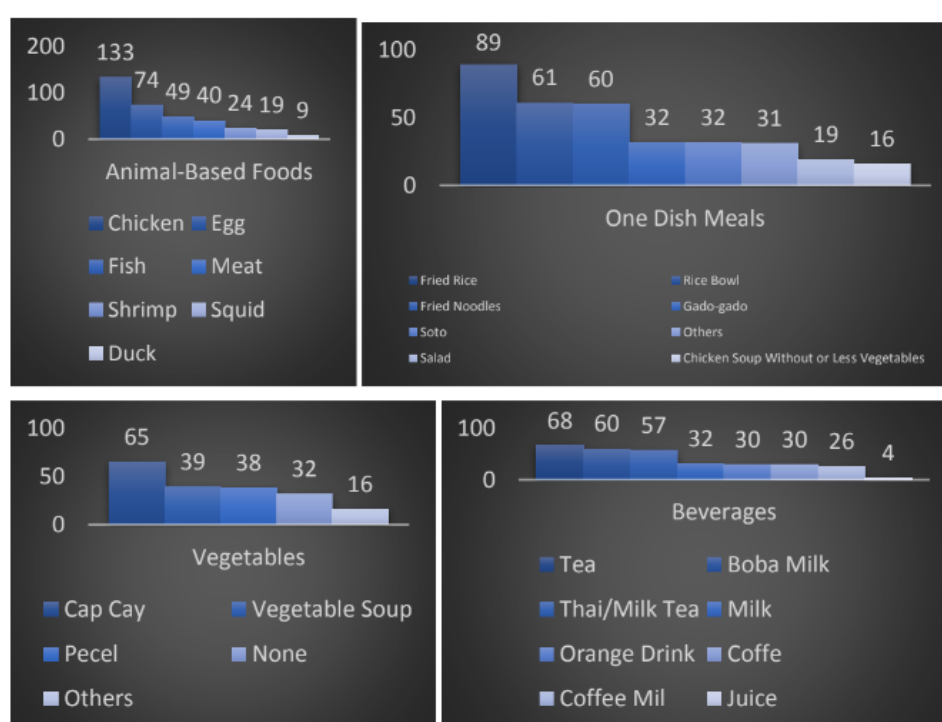 200
133
74
49
40
24
19
9
100
0
Animal-Based Foods
Chicken Egg
Fish Meat
Shrimp Squid
Duck
100
89
61
60
32
32
31
19
16
50
0
One Dish Meals
Fried Rice Rice Bowl
Fried Noodles Gado-gado
Soto Others
Salad Chicken Soup Without or Less Vegetables
100
65
39
38
32
16
50
0
Vegetables
Cap Cay Vegetable Soup
Pecel None
Others
100
68
60
57
32
30
30
26
4
0
Beverages
Tea Boba Milk
Thai/Milk Tea Milk
Orange Drink Coffe
Coffee Mil Juice